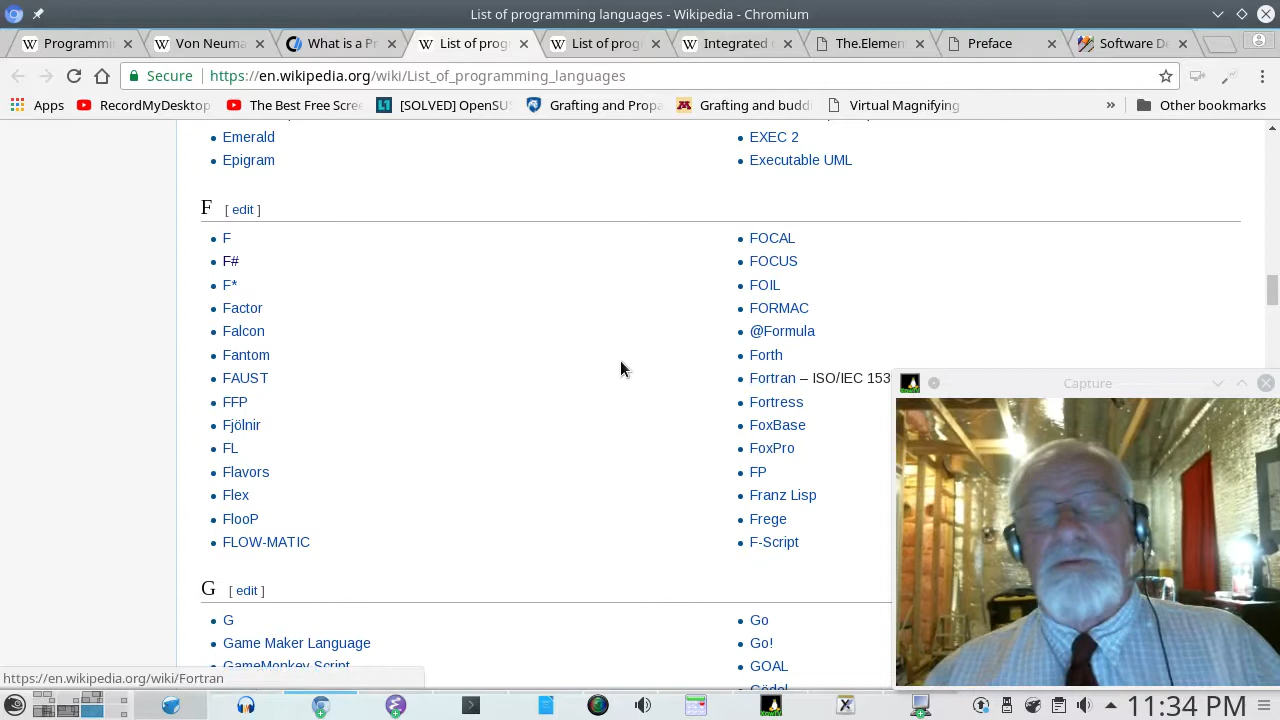 List of programming languages - Wikipedia - Chromium
Programmi
Von Neuma
What is a Pr
List of prog
List of prog
Integrated
The.Elemen
Preface
Software De
Secure
https://en.wikipedia.org/wiki/List_of_programming_languages
Apps
RecordMyDesktop
The Best Free Scre
[SOLVED] OpenSUS
Grafting and Propa
Grafting and buddi
Virtual Magnifying
»
Other bookmarks
Emerald
Epigram
EXEC 2
Executable UML
F [ edit ]
F
F#
F*
Factor
Falcon
Fantom
FAUST
FFP
Fjölnir
FL
Flavors
Flex
FlooP
FLOW-MATIC
FOCAL
FOCUS
FOIL
FORMAC
@Formula
Forth
Fortran – ISO/IEC 153
Fortress
FoxBase
FoxPro
FP
Franz Lisp
Frege
F-Script
G [ edit ]
G
Game Maker Language
GameMonkey Script
Go
Go!
GOAL
Gödel
Capture
https://en.wikipedia.org/wiki/Fortran
11:34 PM